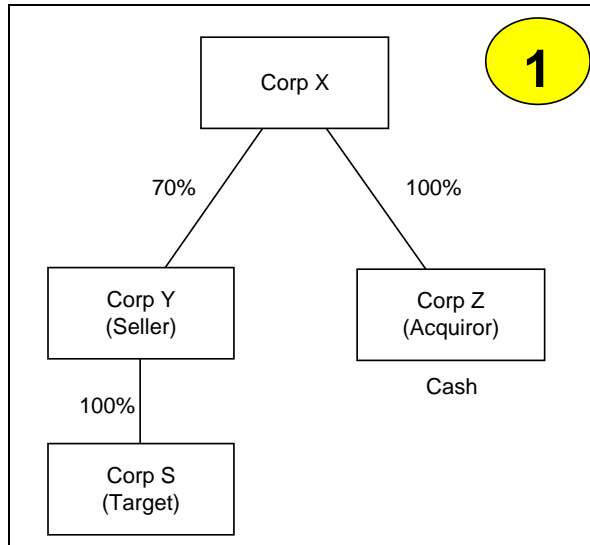 1
Corp X
70%
100%
Corp Y
(Seller)
Corp Z
(Acquiror)
Cash
100%
Corp S
(Target)